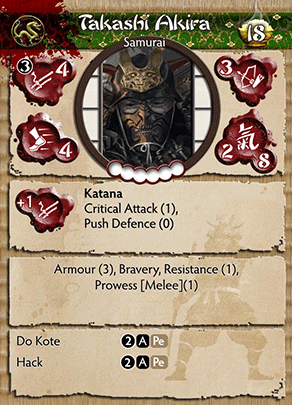 Takashi Akira
18
Samurai
3 4
3
4
氣
2 8
+1
Katana
Critical Attack (1),
Push Defence (0)
Armour (3), Bravery, Resistance (1),
Prowess [Melee](1)
Do Kote 2 A Pe
Hack 2 A Pe